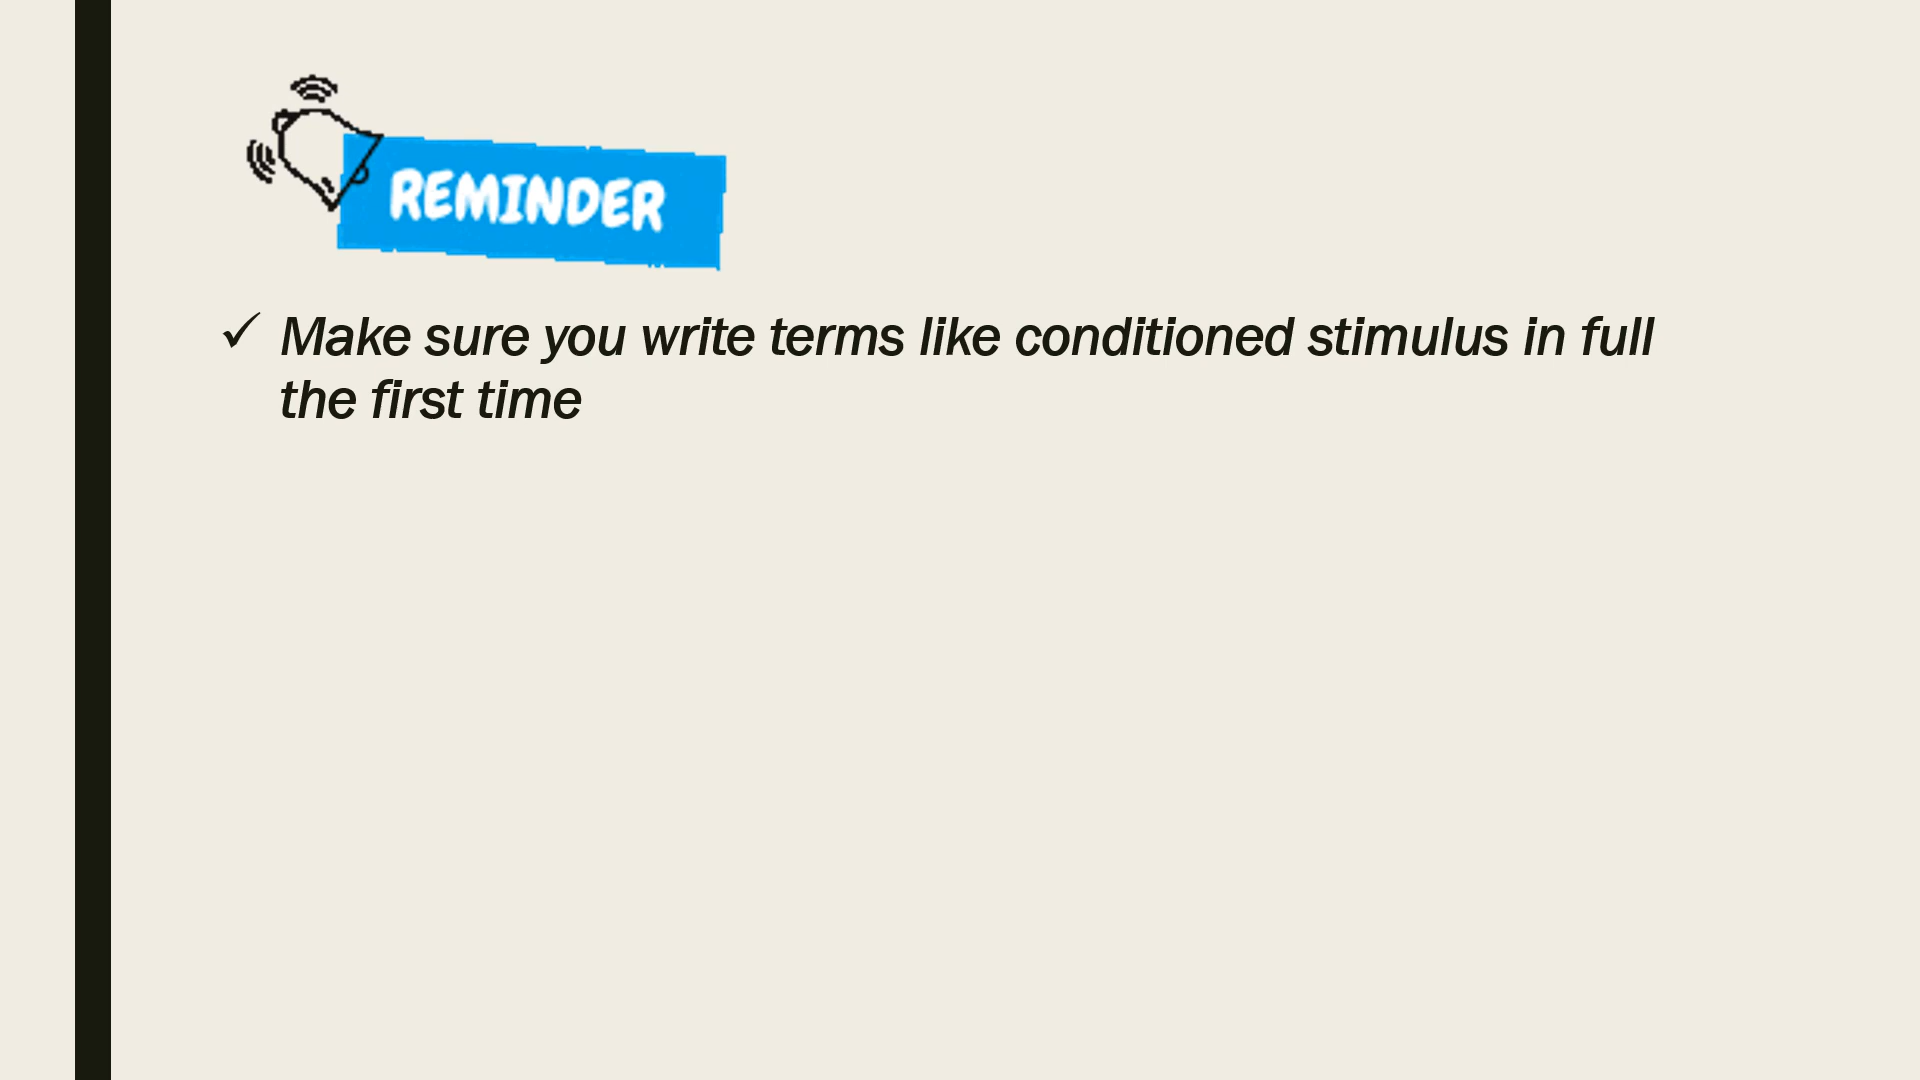 REMINDER
✓ Make sure you write terms like conditioned stimulus in full
the first time